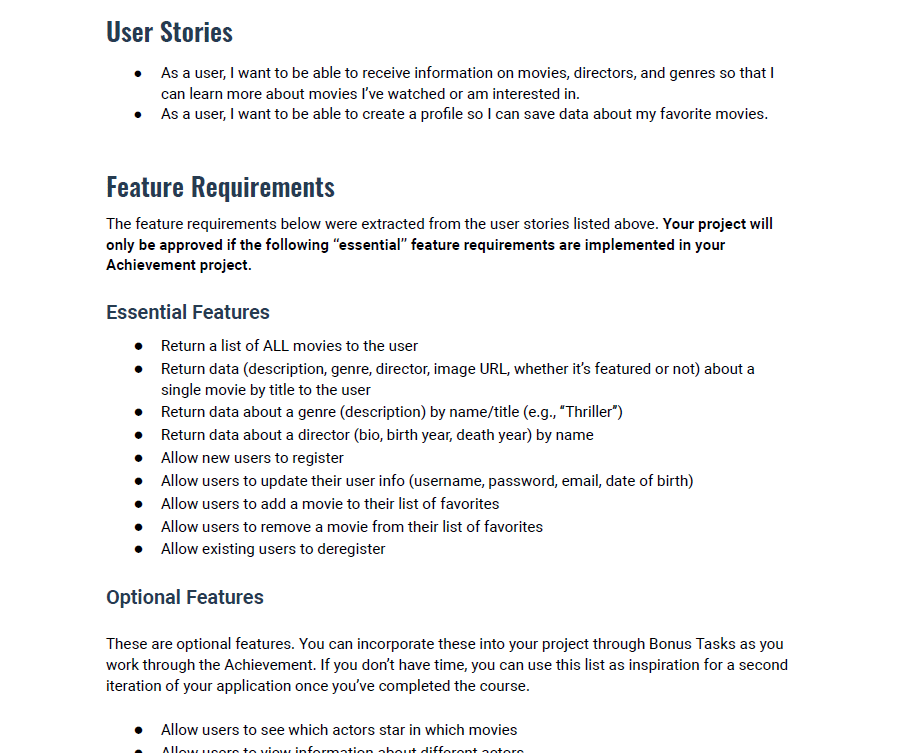 User Stories
● As a user, I want to be able to receive information on movies, directors, and genres so that I
can learn more about movies I’ve watched or am interested in.
● As a user, I want to be able to create a profile so I can save data about my favorite movies.
Feature Requirements
The feature requirements below were extracted from the user stories listed above. Your project will
only be approved if the following “essential” feature requirements are implemented in your
Achievement project.
Essential Features
● Return a list of ALL movies to the user
● Return data (description, genre, director, image URL, whether it’s featured or not) about a
single movie by title to the user
● Return data about a genre (description) by name/title (e.g., “Thriller”)
● Return data about a director (bio, birth year, death year) by name
● Allow new users to register
● Allow users to update their user info (username, password, email, date of birth)
● Allow users to add a movie to their list of favorites
● Allow users to remove a movie from their list of favorites
● Allow existing users to deregister
Optional Features
These are optional features. You can incorporate these into your project through Bonus Tasks as you
work through the Achievement. If you don’t have time, you can use this list as inspiration for a second
iteration of your application once you’ve completed the course.
● Allow users to see which actors star in which movies
● Allow users to view information about different actors